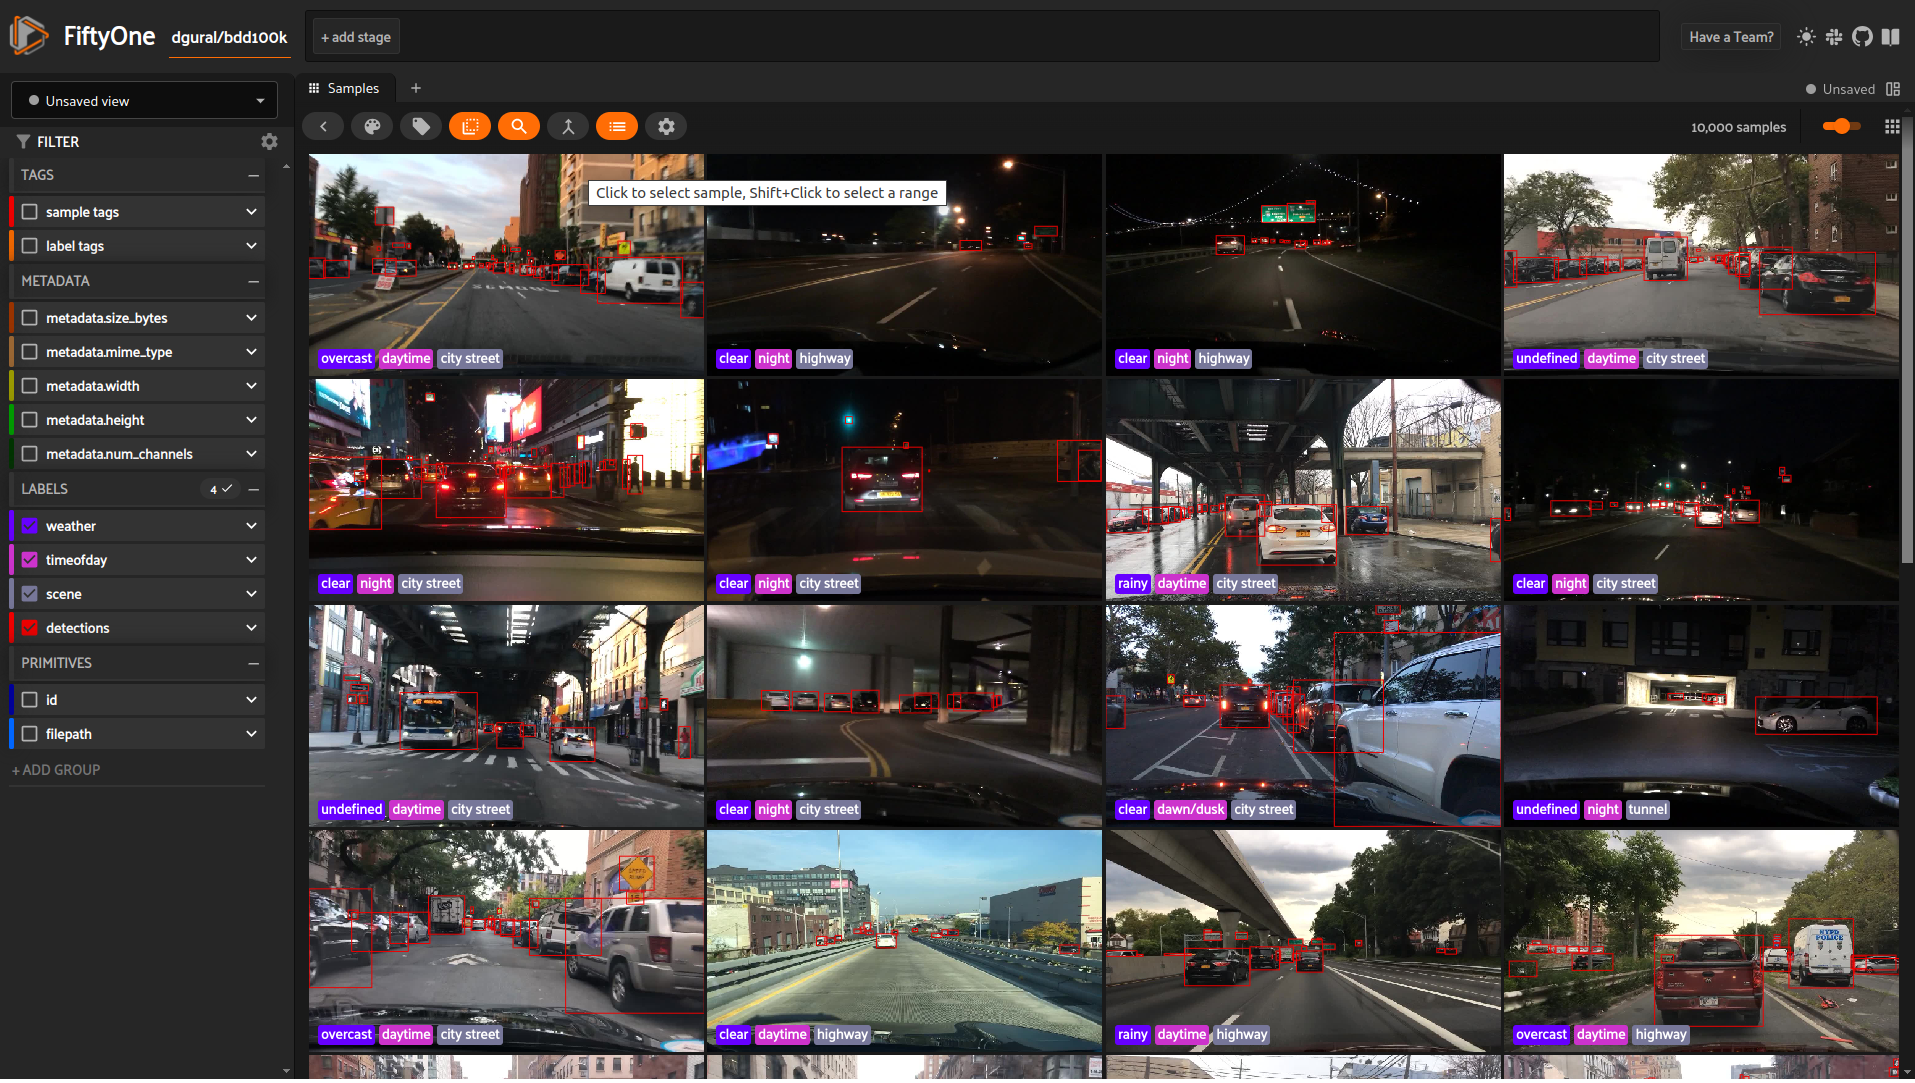 FiftyOne
dgural/bdd100k
+ add stage
Have a Team?
Unsaved view
Samples
+
Unsaved
FILTER
10,000 samples
TAGS
sample tags
label tags
METADATA
metadata.size_bytes
metadata.mime_type
metadata.width
metadata.height
metadata.num_channels
LABELS
4
weather
timeofday
scene
detections
PRIMITIVES
id
filepath
+ ADD GROUP
Click to select sample, Shift+Click to select a range
SCHOOL
overcast daytime city street
clear night highway
clear night highway
undefined daytime city street
clear night city street
clear night city street
rainy daytime city street
clear night city street
undefined daytime city street
clear night city street
clear dawn/dusk city street
undefined night tunnel
NYPD
POLICE
overcast daytime city street
clear daytime highway
rainy daytime highway
overcast daytime highway